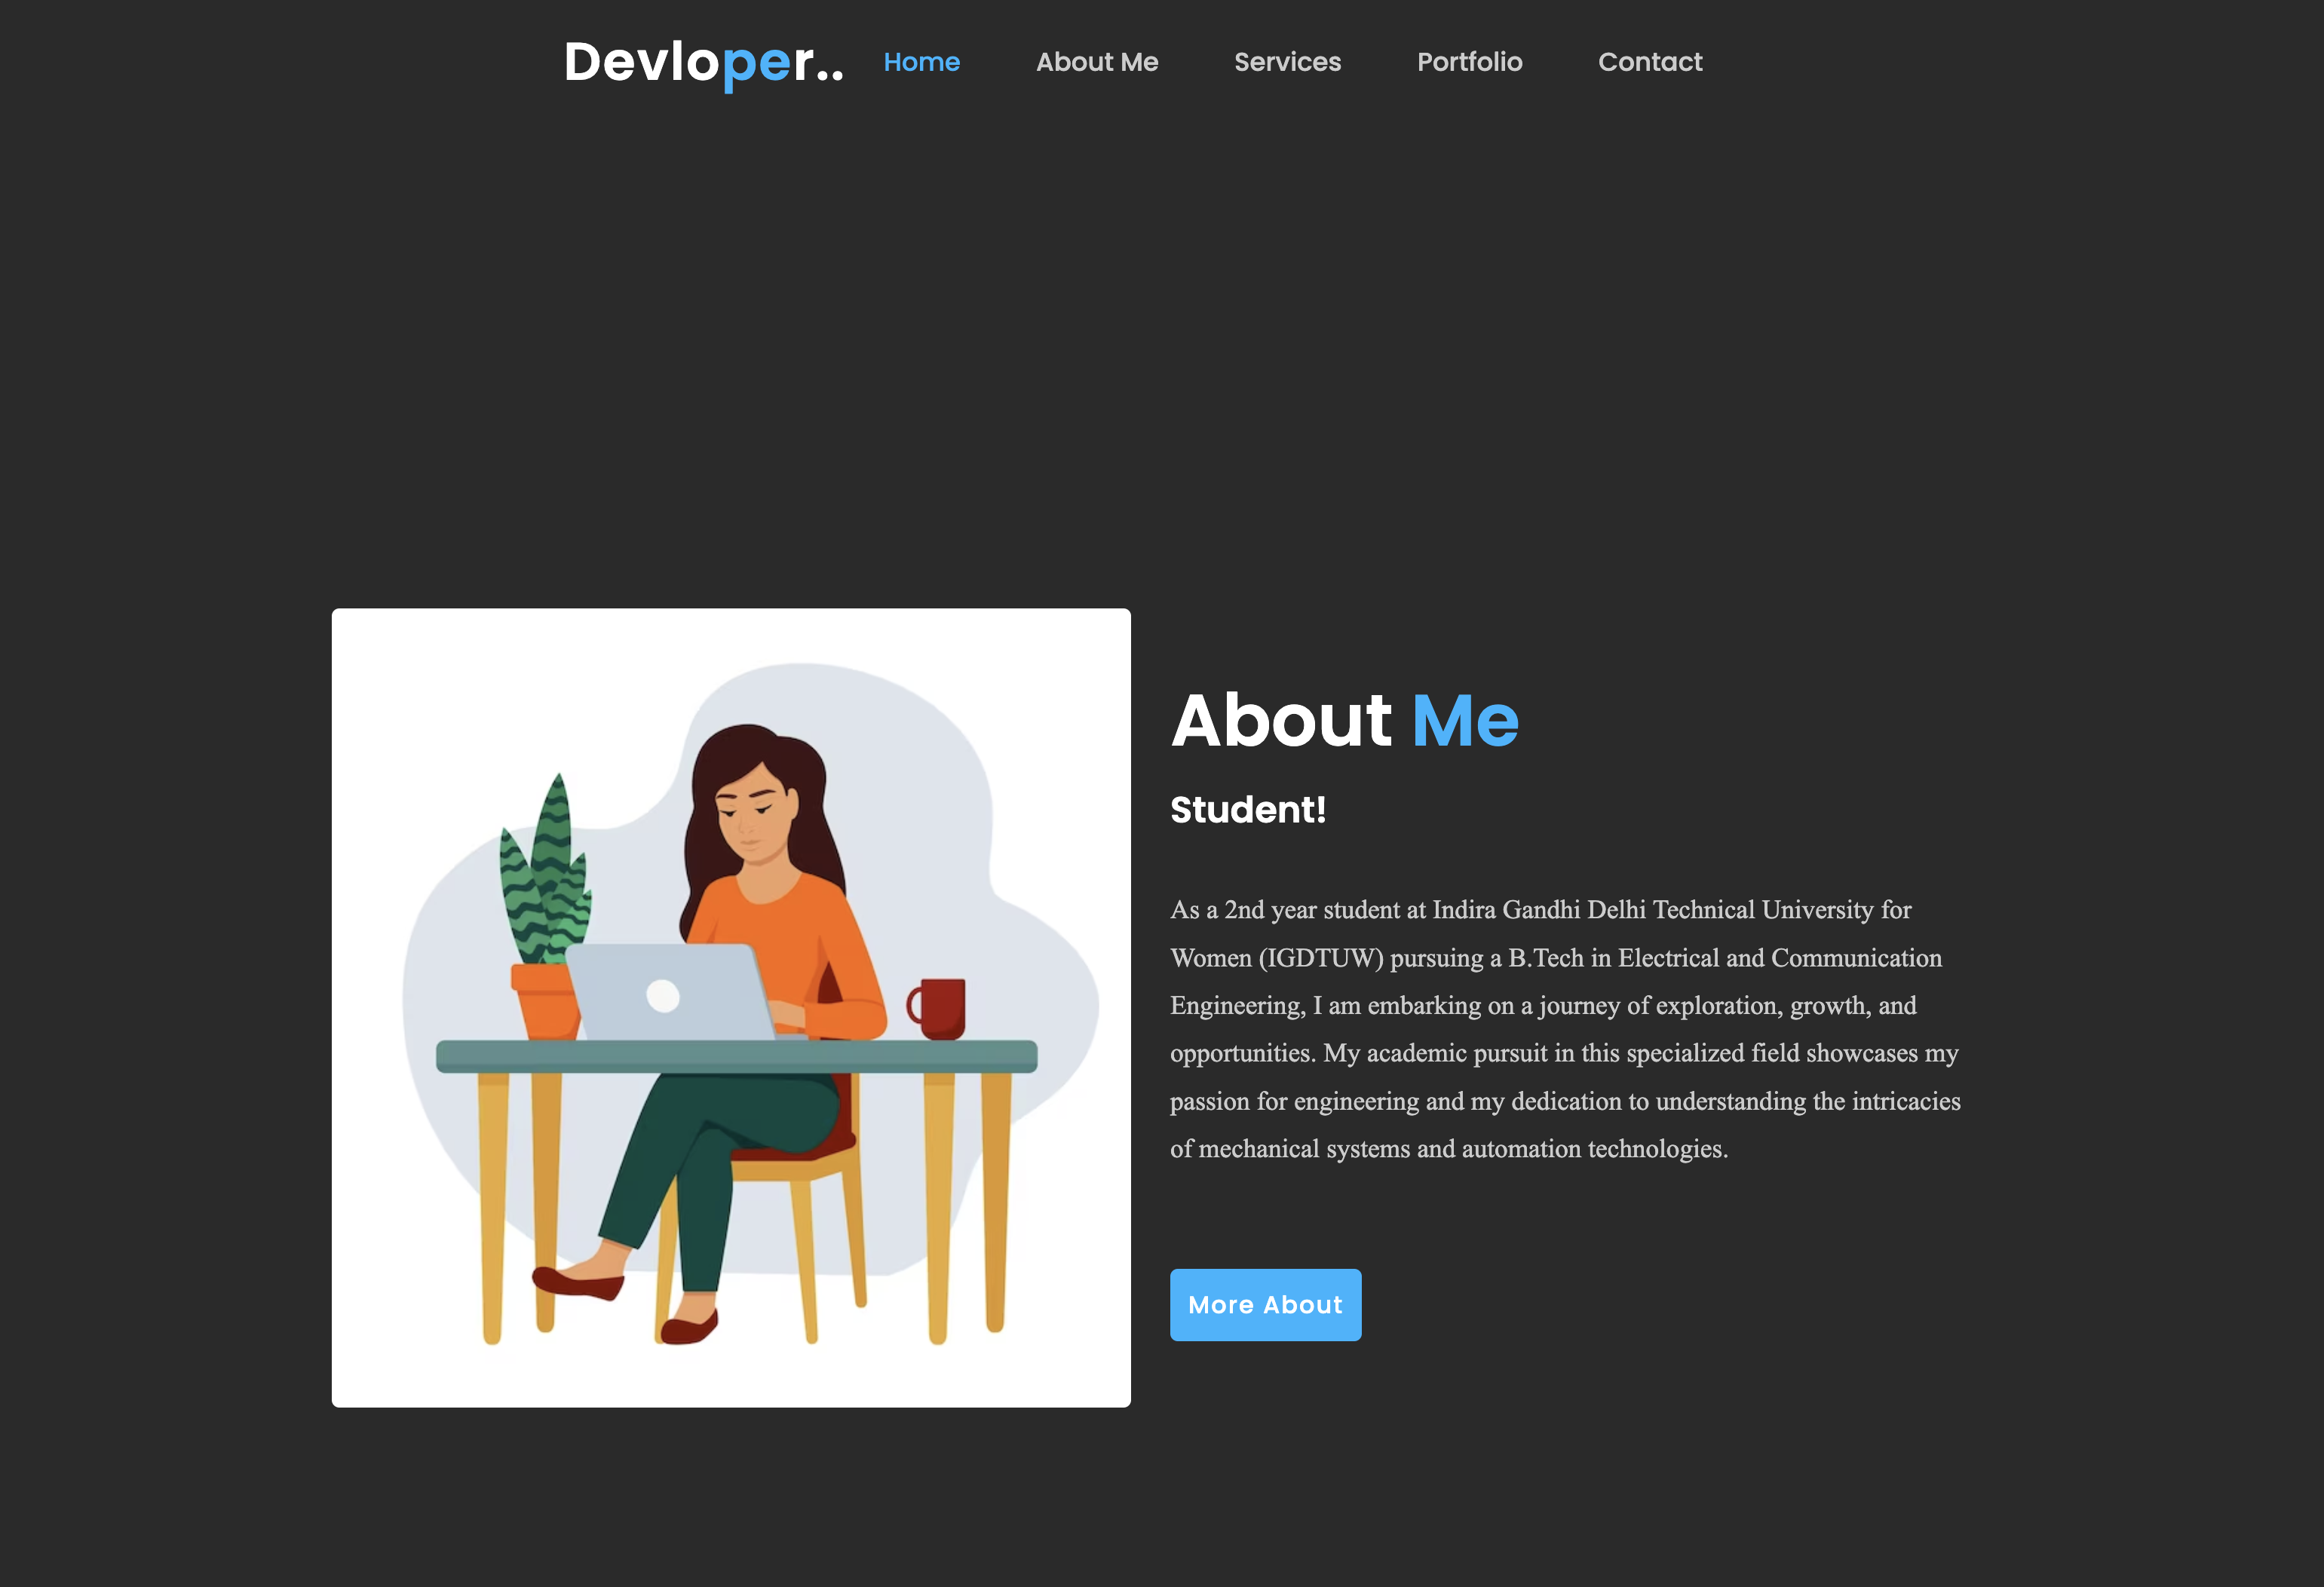 Devloper.. Home About Me Services Portfolio Contact
About Me
Student!
As a 2nd year student at Indira Gandhi Delhi Technical University for
Women (IGDTUW) pursuing a B.Tech in Electrical and Communication
Engineering, I am embarking on a journey of exploration, growth, and
opportunities. My academic pursuit in this specialized field showcases my
passion for engineering and my dedication to understanding the intricacies
of mechanical systems and automation technologies.
More About